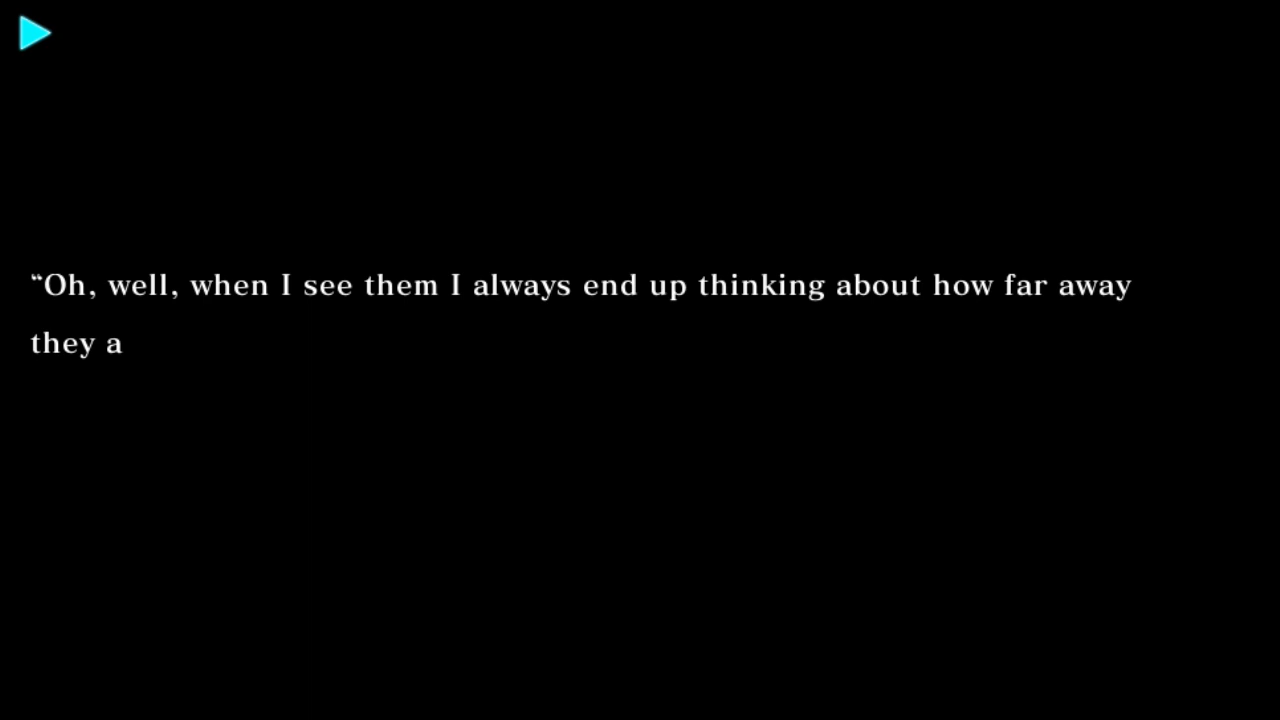 “Oh, well, when I see them I always end up thinking about how far away
they a